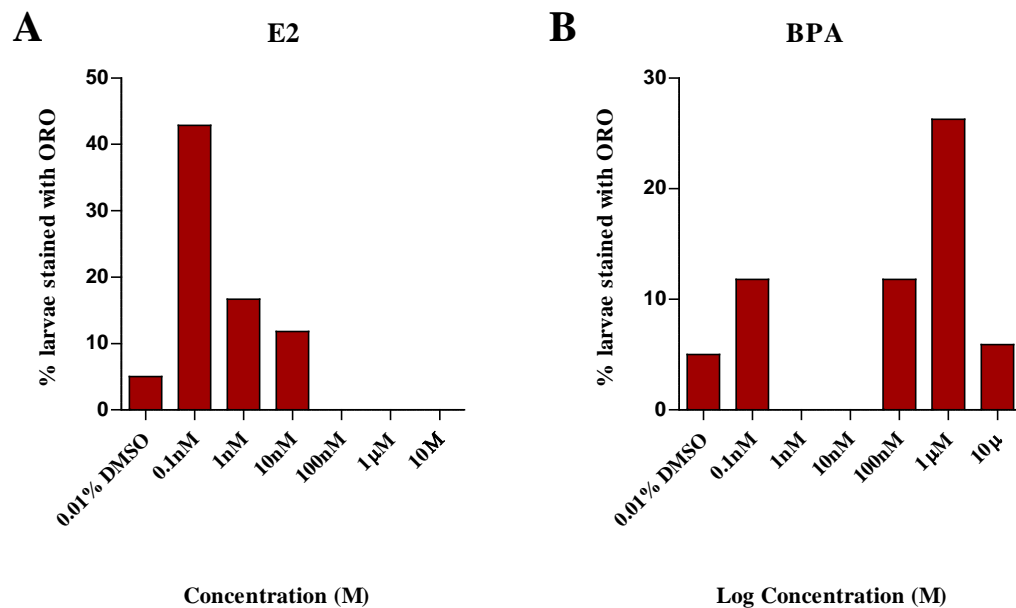 A
E2
% larvae stained with ORO
50
40
30
20
10
0
0.01% DMSO
0.1nM
1nM
10nM
100nM
1µM
10M
Concentration (M)
B
BPA
% larvae stained with ORO
30
20
10
0
0.01% DMSO
0.1nM
1nM
10nM
100nM
1µM
10µ
Log Concentration (M)